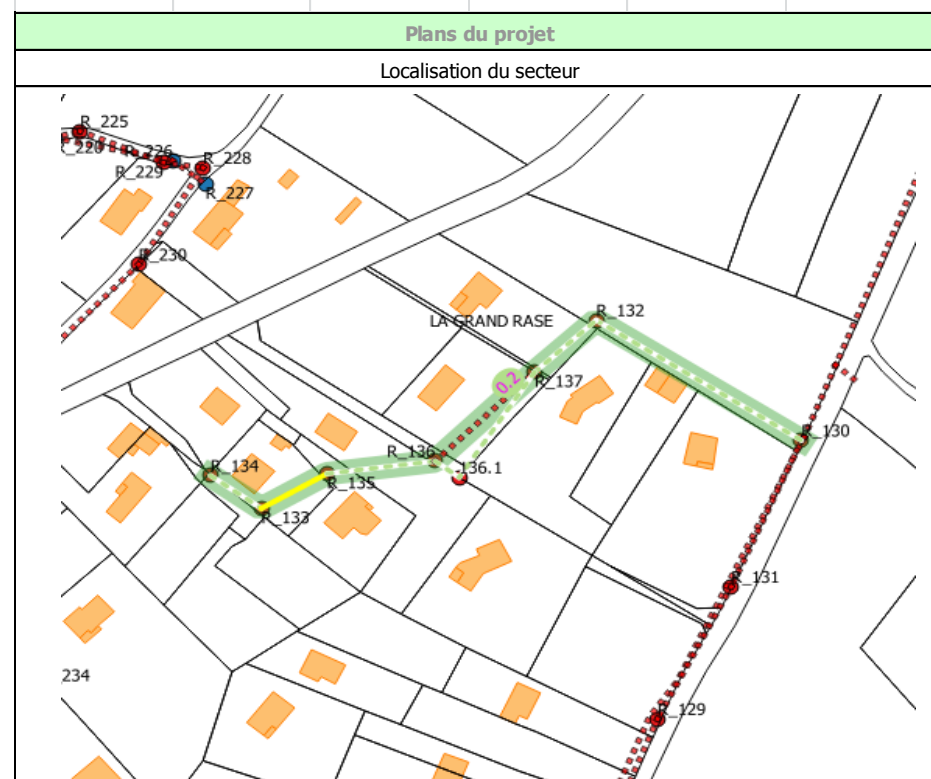 Plans du projet
Localisation du secteur
R_225
R_226
R_228
R_229
R_227
R_230
R_132
LA GRAND RASE
0.2
R_137
R_130
R_136
136.1
R_134
R_135
R_133
R_131
234
R_129